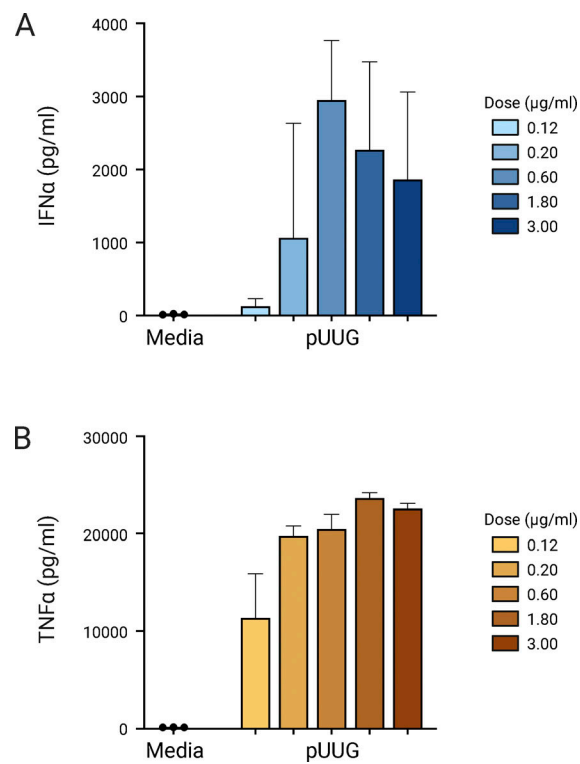 A
IFNα (pg/ml)
4000
3000
2000
1000
0
Media
pUUG
Dose (µg/ml)
0.12
0.20
0.60
1.80
3.00
B
TNFα (pg/ml)
30000
20000
10000
0
Media
pUUG
Dose (µg/ml)
0.12
0.20
0.60
1.80
3.00